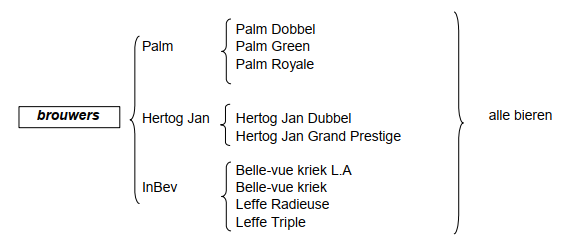 Palm Dobbel
Palm Palm Green
Palm Royale
brouwers
Hertog Jan Hertog Jan Dubbel
Hertog Jan Grand Prestige
alle bieren
Belle-vue kriek L.A
InBev Belle-vue kriek
Leffe Radieuse
Leffe Triple